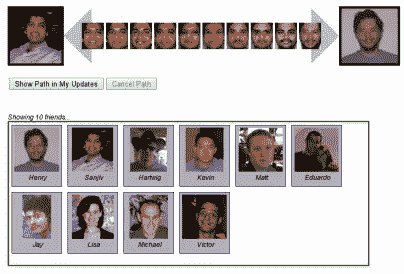 Show Path in My Updates Cancel Path
Showing 10 friends...
Henry Sanjiv Hartwig Kevin Matt Eduardo
Jay Lisa Michael Victor